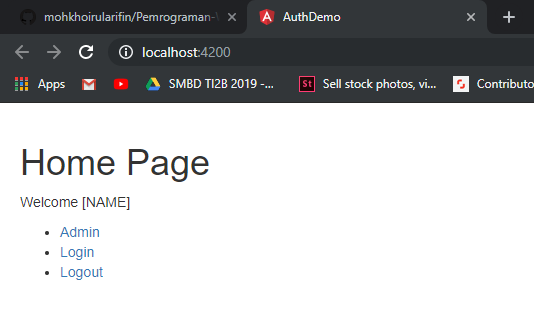 mohkhoirularifin/Pemrograman-
AuthDemo
localhost:4200
Apps
SMBD TI2B 2019 -...
St
Sell stock photos, vi...
Contributo
Home Page
Welcome [NAME]
Admin
Login
Logout